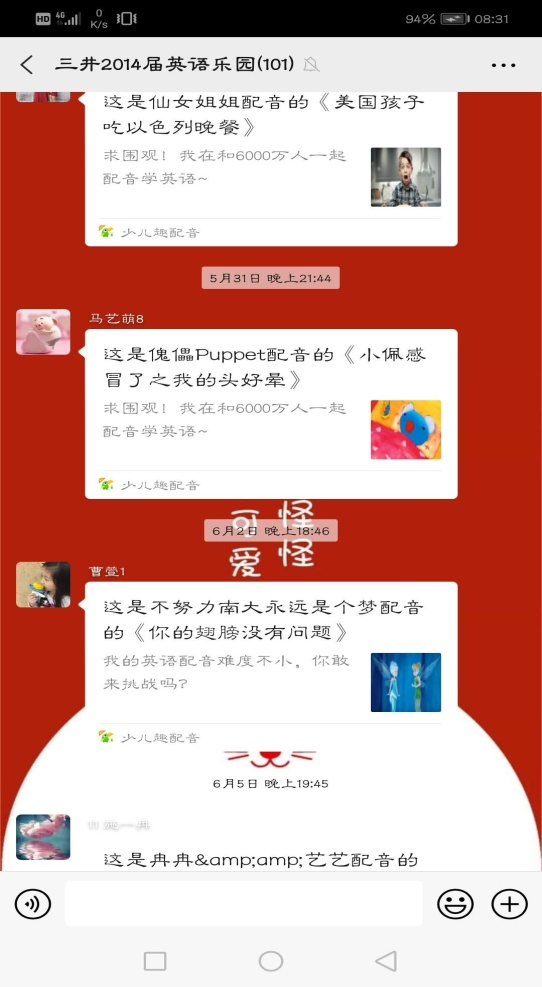 HD 4G 0 K/s 94% 08:31
三井2014届英语乐园(101)
这是仙女姐姐配音的《美国孩子
吃以色列晚餐》
求围观！我在和6000万人一起
配音学英语~
少儿趣配音
5月31日 晚上21:44
马艺萌8
这是傀儡Puppet配音的《小佩感
冒了之我的头好晕》
求围观！我在和6000万人一起
配音学英语~
少儿趣配音
可 怪
6月2日 晚上18:46
爱 怪
曹萱1
这是不努力南大永远是个梦配音
的《你的翅膀没有问题》
我的英语配音难度不小，你敢
来挑战吗？
少儿趣配音
6月5日 晚上19:45
11 施一冉
这是冉冉&amp;amp;艺艺配音的